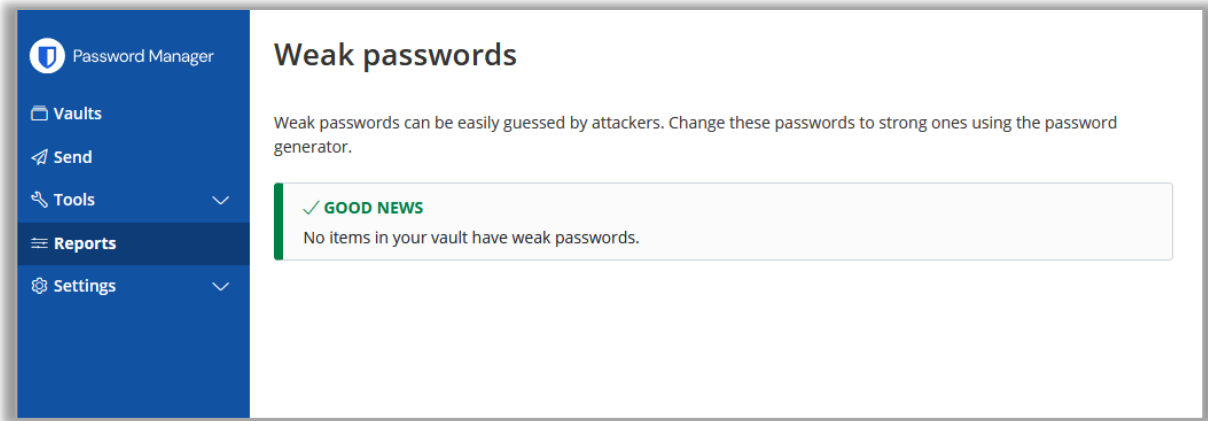 Password Manager
Vaults
Send
Tools
Reports
Settings
Weak passwords
Weak passwords can be easily guessed by attackers. Change these passwords to strong ones using the password
generator.
GOOD NEWS
No items in your vault have weak passwords.